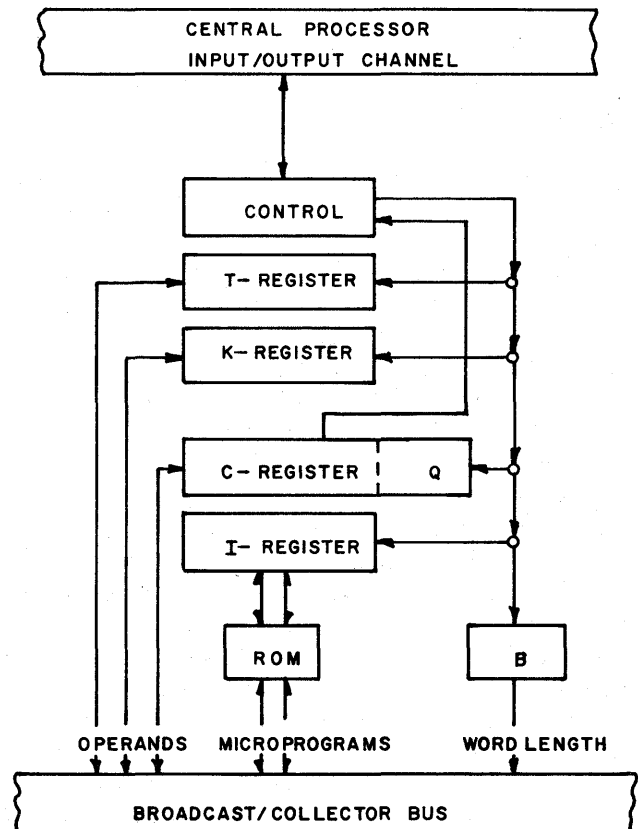 CENTRAL PROCESSOR
INPUT/OUTPUT CHANNEL
CONTROL
T- REGISTER
K- REGISTER
C- REGISTER Q
I- REGISTER
ROM B
OPERANDS MICROPROGRAMS WORD LENGTH
BROADCAST/COLLECTOR BUS